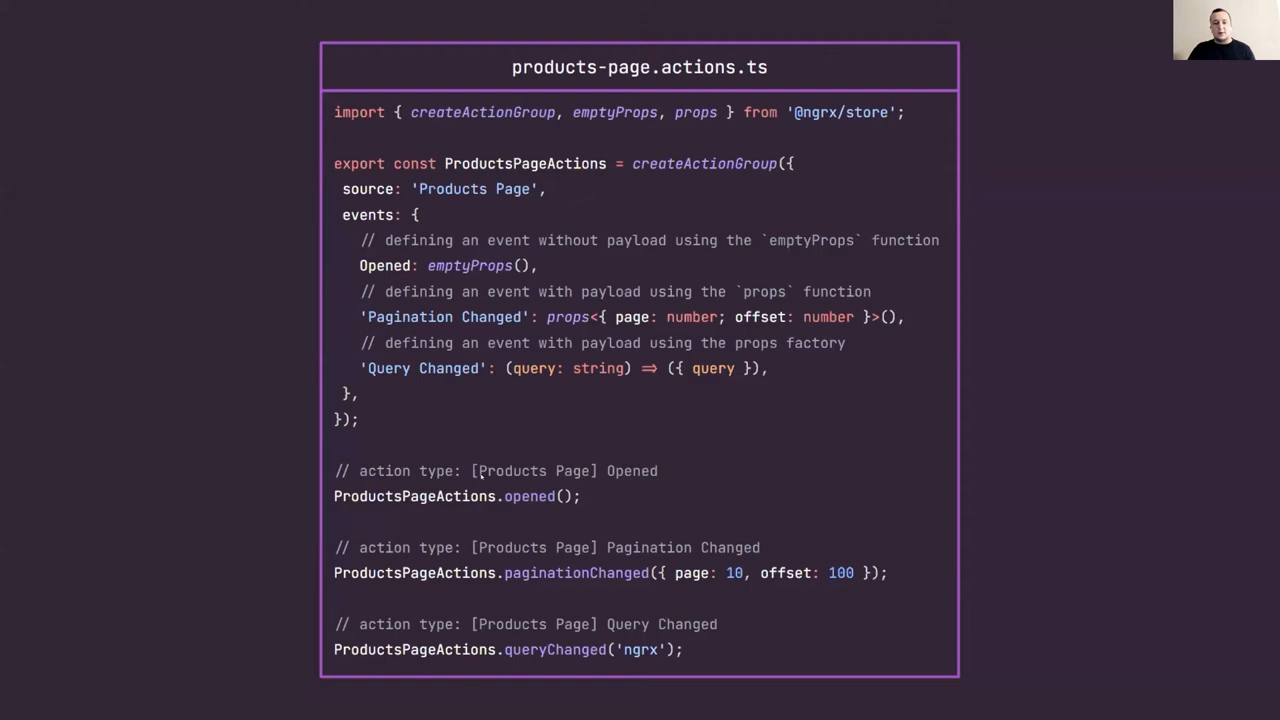 products-page.actions.ts
import { createActionGroup, emptyProps, props } from '@ngrx/store';
export const ProductsPageActions = createActionGroup({
source: 'Products Page',
events: {
// defining an event without payload using the `emptyProps` function
Opened: emptyProps(),
// defining an event with payload using the `props` function
'Pagination Changed': props<{ page: number; offset: number }>(),
// defining an event with payload using the props factory
'Query Changed': (query: string) => ({ query }),
},
});
// action type: [Products Page] Opened
ProductsPageActions.opened();
// action type: [Products Page] Pagination Changed
ProductsPageActions.paginationChanged({ page: 10, offset: 100 });
// action type: [Products Page] Query Changed
ProductsPageActions.queryChanged('ngrx');